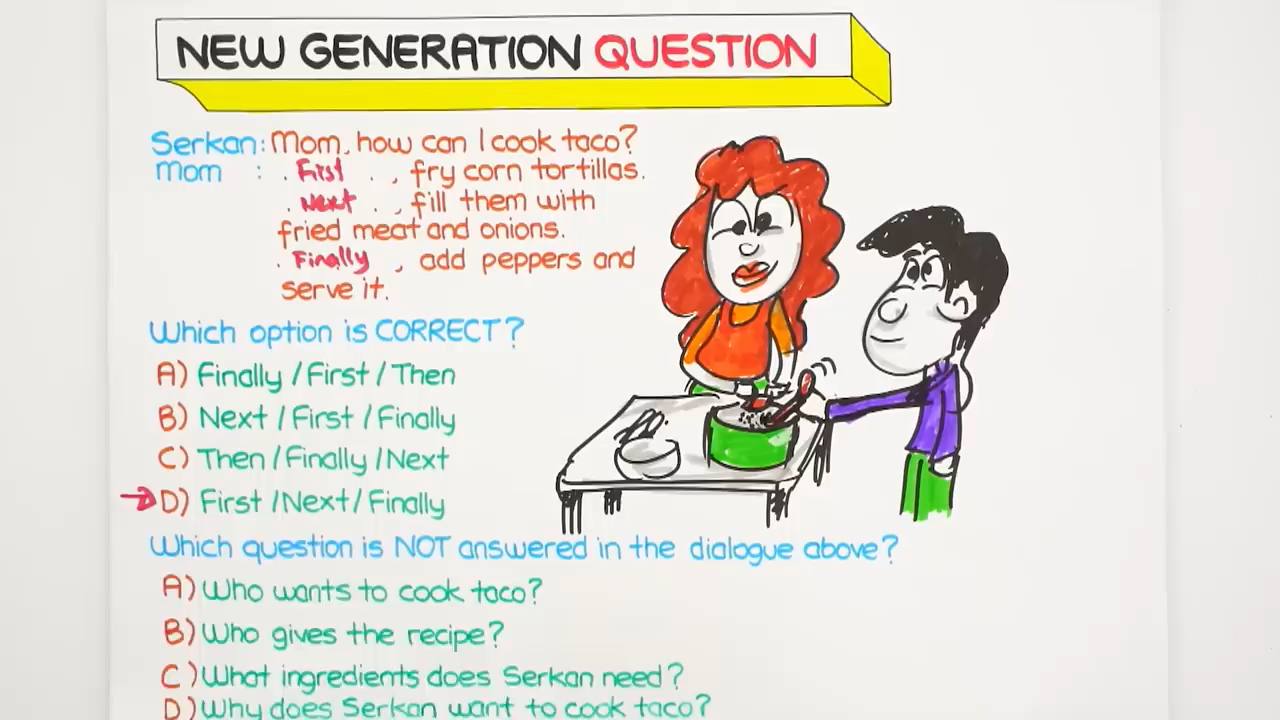 NEW GENERATION QUESTION
Serkan: Mom, how can I cook taco?
Mom : . First . , fry corn tortillas.
. Next . , fill them with
fried meat and onions.
. Finally , add peppers and
serve it.
Which option is CORRECT?
A) Finally / First / Then
B) Next / First / Finally
C) Then / Finally / Next
D) First / Next / Finally
Which question is NOT answered in the dialogue above?
A) Who wants to cook taco?
B) Who gives the recipe?
C) What ingredients does Serkan need?
D) Why does Serkan want to cook taco?